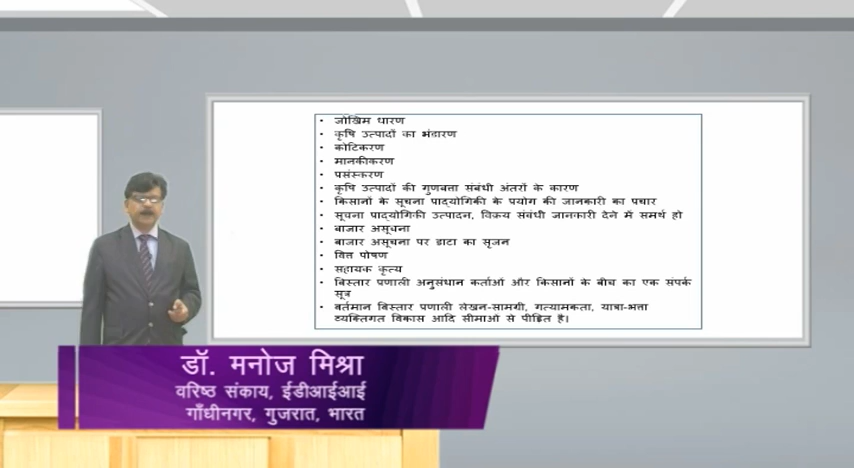 • जोखिम धारण
• कृषि उत्पादों का भंडारण
• कोटिकरण
• मानकीकरण
• प्रसंस्करण
• कृषि उत्पादों की गुणवत्ता संबंधी अंतरों के कारण
• किसानों के सूचना प्राद्योगिकी के प्रयोग की जानकारी का प्रचार
• सूचना प्राद्योगिकी उत्पादन, विक्रय संबंधी जानकारी देने में समर्थ हो
• बाजार असूचना
• बाजार असूचना पर डाटा का सृजन
• वित्त पोषण
• सहायक कृत्य
• बिस्तार प्रणाली अनुसंधान कर्ताओं और किसानों के बीच का एक संपर्क
सूत्र
• वर्तमान बिस्तार प्रणाली लेखन-सामग्री, गत्यामकता, यात्रा-भत्ता
व्यक्तिगत विकास आदि सीमाओं से पीड़ित है।
डॉ. मनोज मिश्रा
वरिष्ठ संकाय, ईडीआईआई
गाँधीनगर, गुजरात, भारत